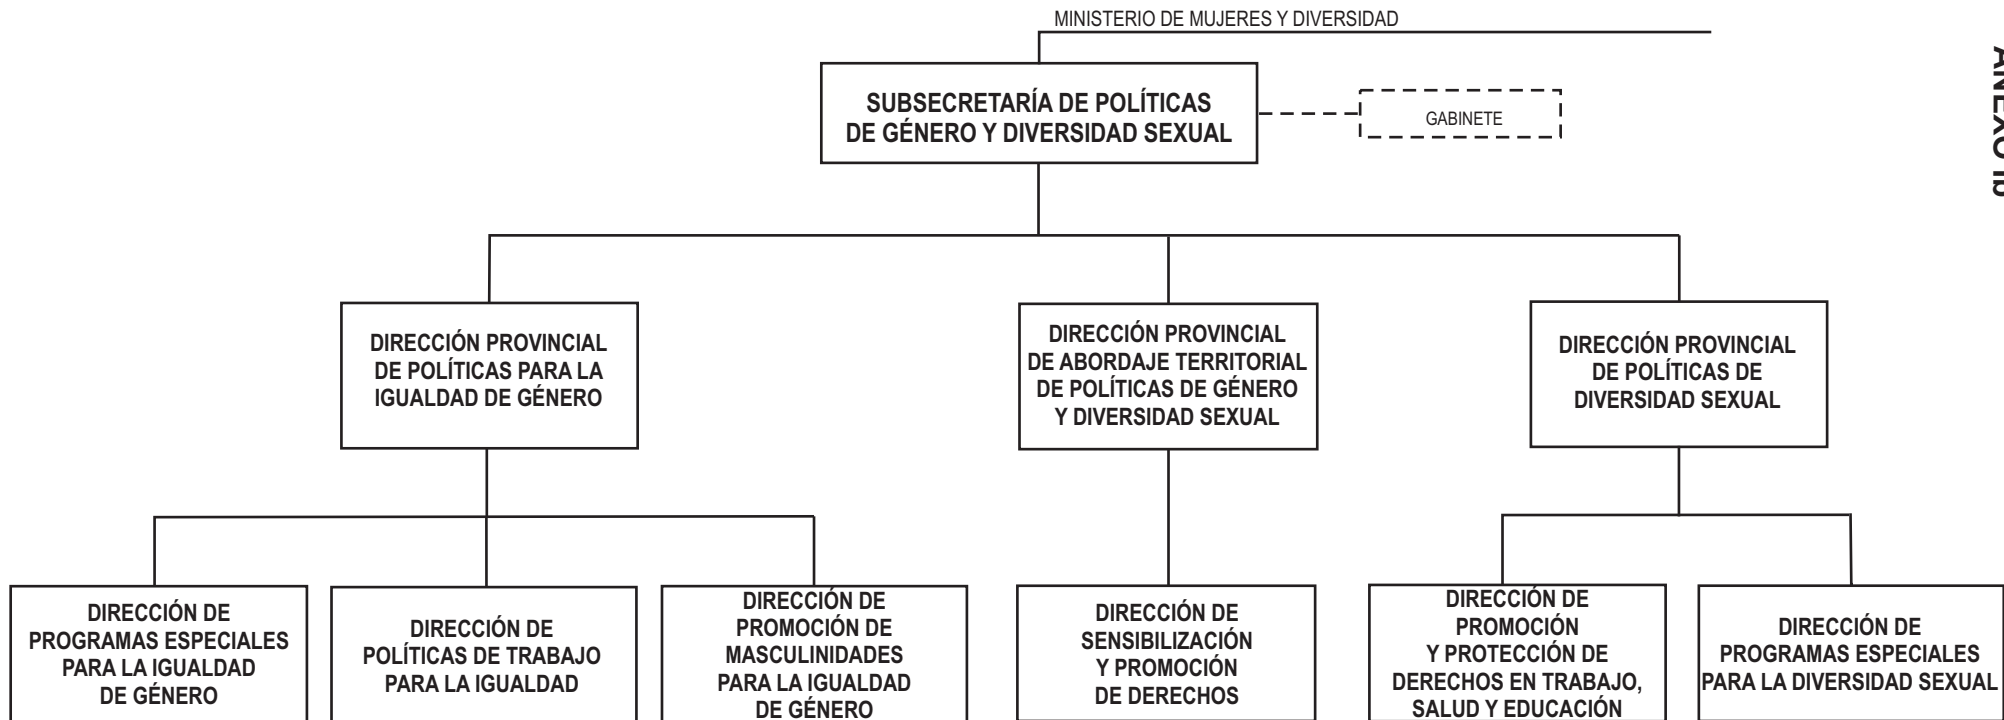 MINISTERIO DE MUJERES Y DIVERSIDAD
ANEXO Ib
SUBSECRETARÍA DE POLÍTICAS
DE GÉNERO Y DIVERSIDAD SEXUAL
GABINETE
DIRECCIÓN PROVINCIAL
DE POLÍTICAS PARA LA
IGUALDAD DE GÉNERO
DIRECCIÓN PROVINCIAL
DE ABORDAJE TERRITORIAL
DE POLÍTICAS DE GÉNERO
Y DIVERSIDAD SEXUAL
DIRECCIÓN PROVINCIAL
DE POLÍTICAS DE
DIVERSIDAD SEXUAL
DIRECCIÓN DE
PROGRAMAS ESPECIALES
PARA LA IGUALDAD
DE GÉNERO
DIRECCIÓN DE
POLÍTICAS DE TRABAJO
PARA LA IGUALDAD
DIRECCIÓN DE
PROMOCIÓN DE
MASCULINIDADES
PARA LA IGUALDAD
DE GÉNERO
DIRECCIÓN DE
SENSIBILIZACIÓN
Y PROMOCIÓN
DE DERECHOS
DIRECCIÓN DE
PROMOCIÓN
Y PROTECCIÓN DE
DERECHOS EN TRABAJO,
SALUD Y EDUCACIÓN
DIRECCIÓN DE
PROGRAMAS ESPECIALES
PARA LA DIVERSIDAD SEXUAL